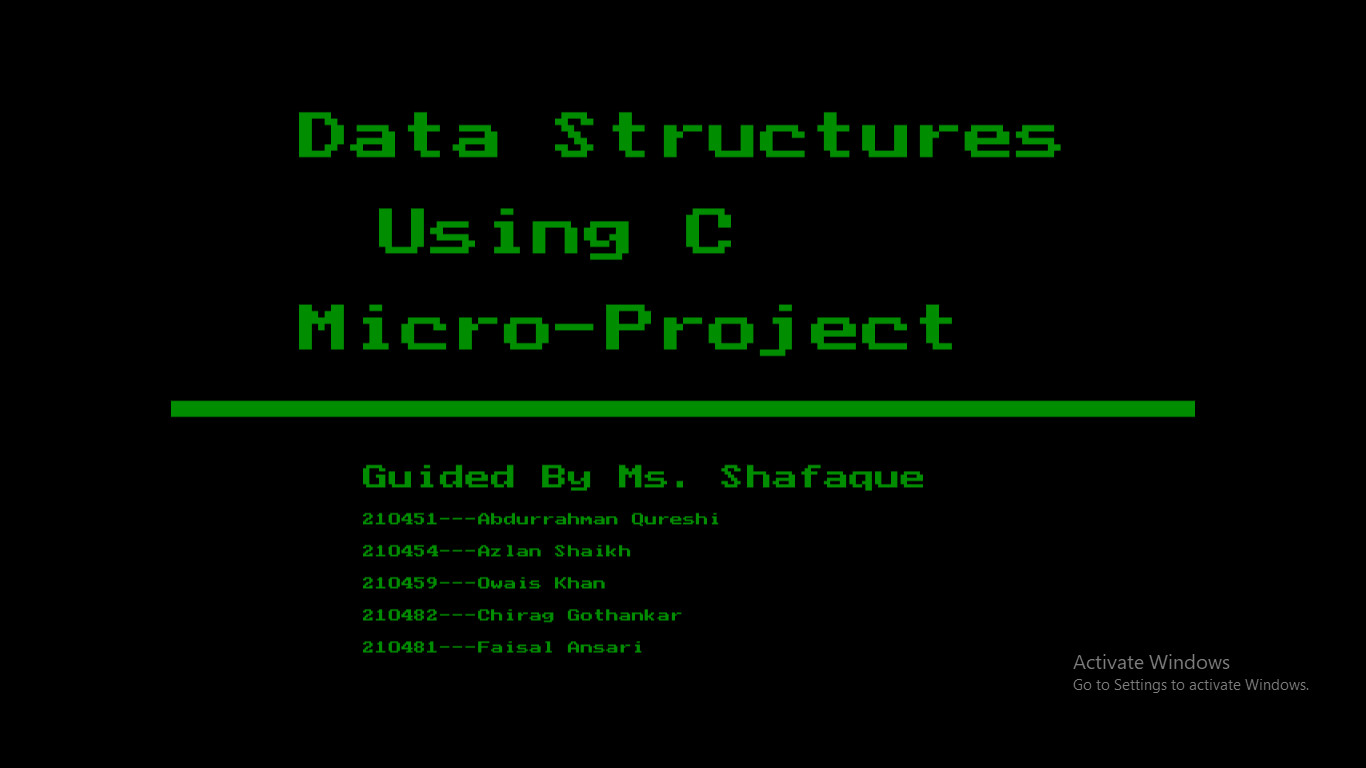 Data Structures
Using C
Micro-Project
Guided By Ms. Shafaque
210451---Abdurrahman Qureshi
210454---Azlan Shaikh
210459---Owais Khan
210482---Chirag Gothankar
210481---Faisal Ansari
Activate Windows
Go to Settings to activate Windows.